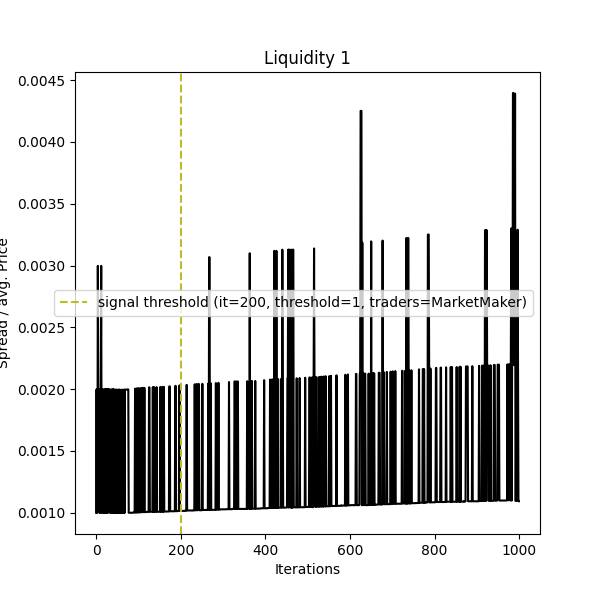 Liquidity 1
0.0045
0.0040
0.0035
0.0030
0.0025
0.0020
0.0015
0.0010
Spread / avg. Price
signal threshold (it=200, threshold=1, traders=MarketMaker)
0 200 400 600 800 1000
Iterations